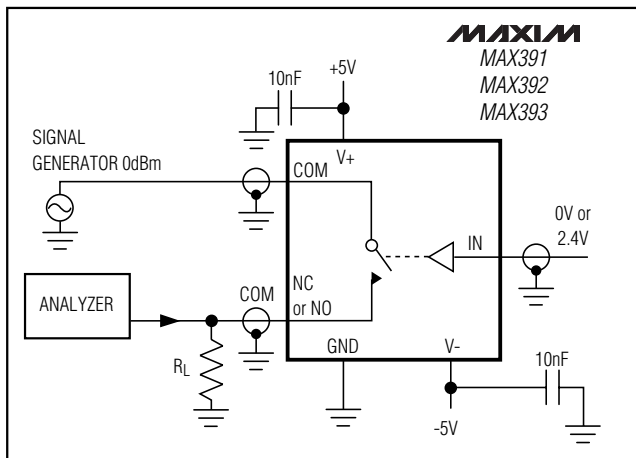 MAXIM
MAX391
MAX392
MAX393
+5V
10nF
SIGNAL
GENERATOR 0dBm
V+
COM
0V or
2.4V
IN
ANALYZER
COM
NC
or NO
RL
GND
V-
10nF
-5V